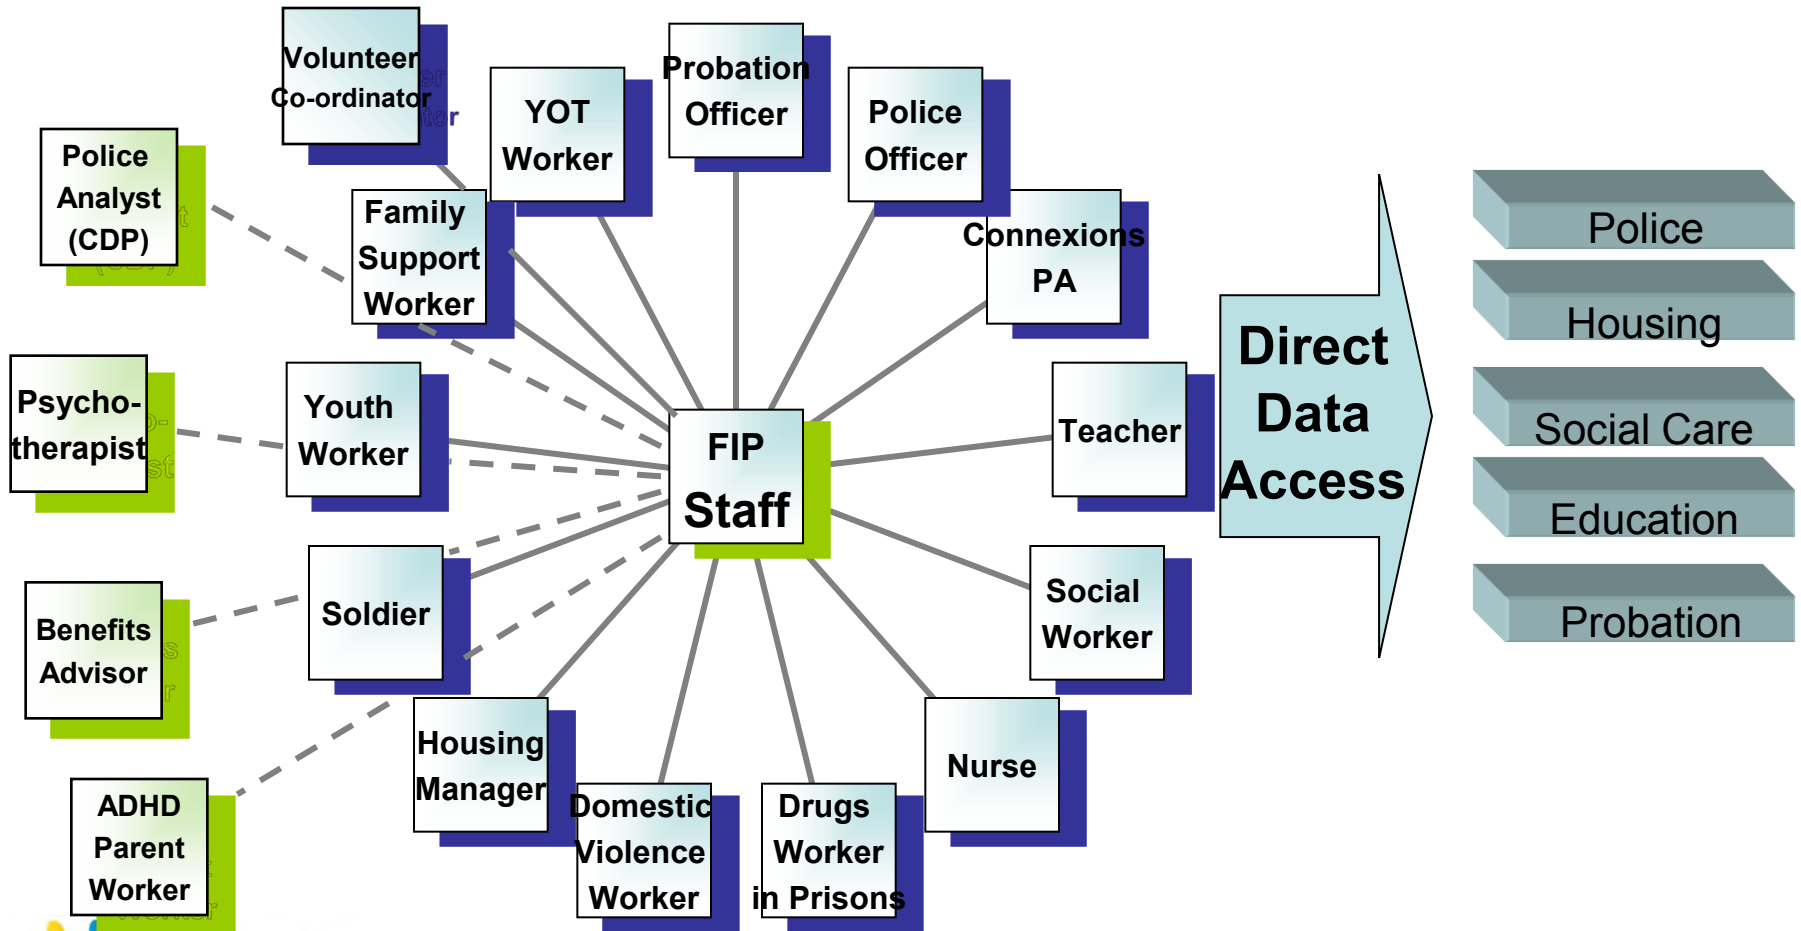 Volunteer
Co-ordinator
YOT
Worker
Probation
Officer
Police
Officer
Police
Analyst
(CDP)
Family
Support
Worker
Connexions
PA
Psycho-
therapist
Youth
Worker
FIP
Staff
Teacher
Benefits
Advisor
Soldier
Social
Worker
ADHD
Parent
Worker
Housing
Manager
Domestic
Violence
Worker
Drugs
Worker
in Prisons
Nurse
Direct
Data
Access
Police
Housing
Social Care
Education
Probation